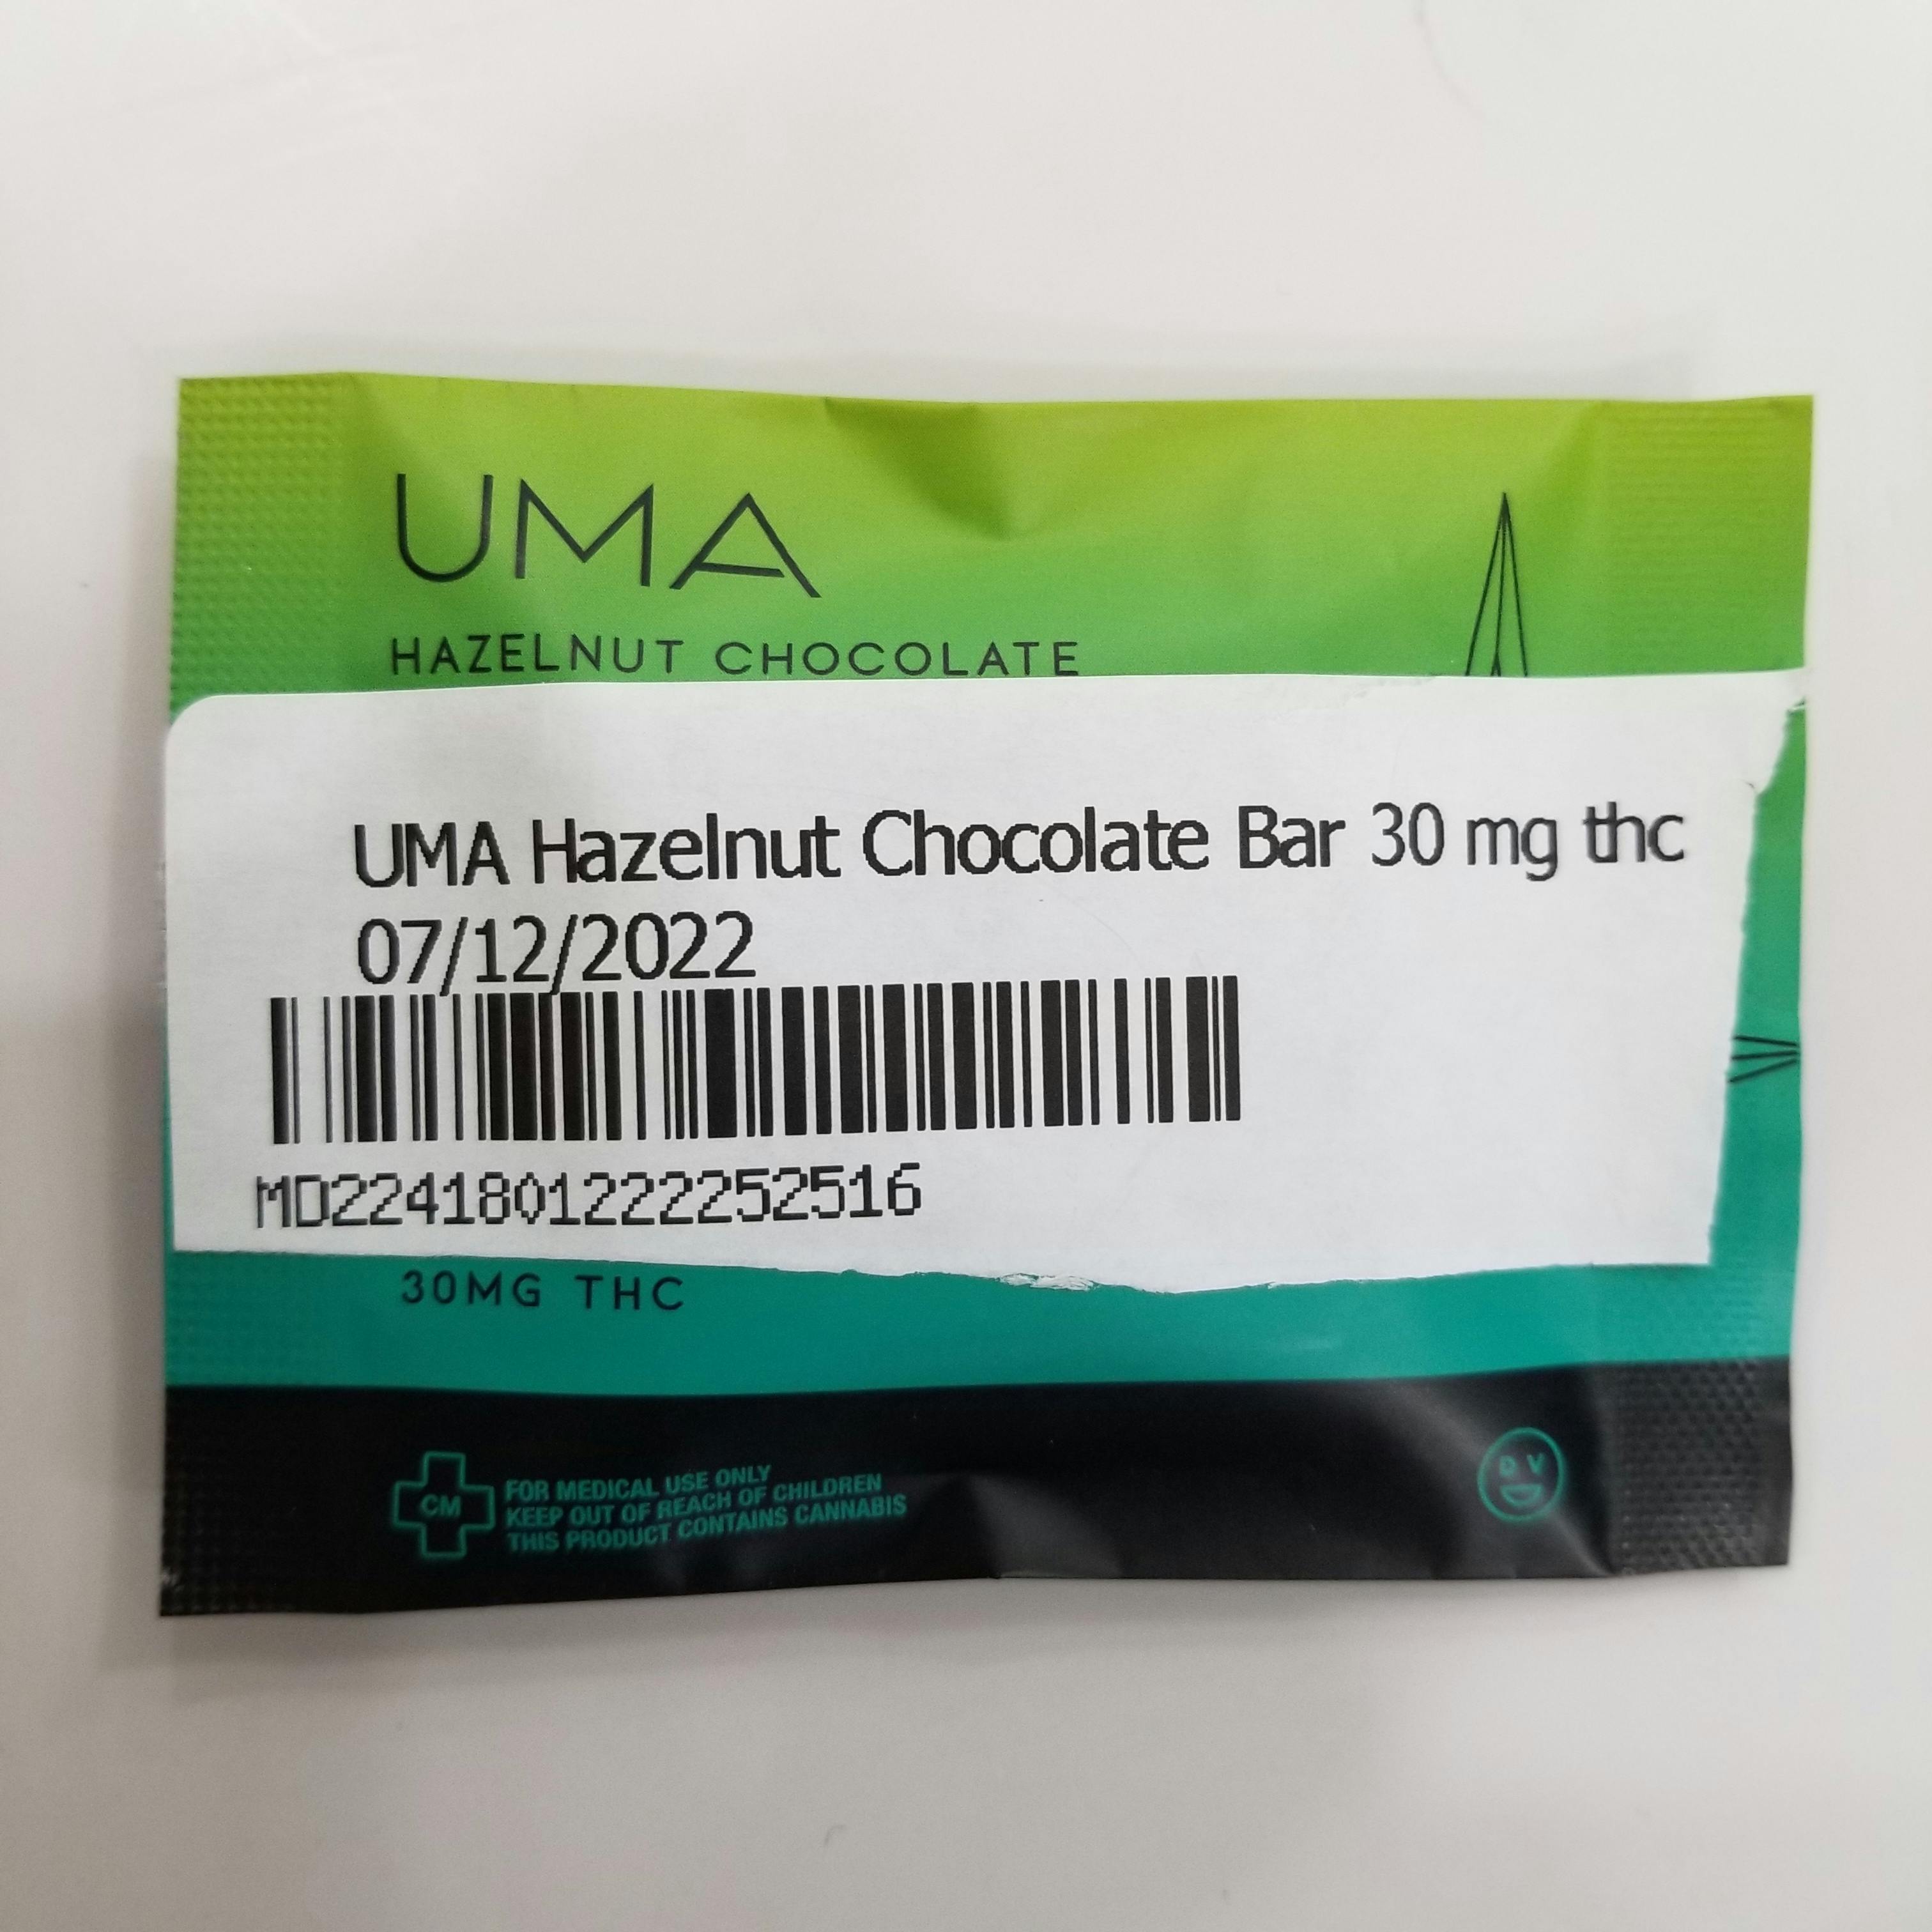 UMA
HAZELNUT CHOCOLATE
UMA Hazelnut Chocolate Bar 30 mg thc
07/12/2022
MD2241801222252516
30MG THC
CM
FOR MEDICAL USE ONLY
KEEP OUT OF REACH OF CHILDREN
THIS PRODUCT CONTAINS CANNABIS
D V